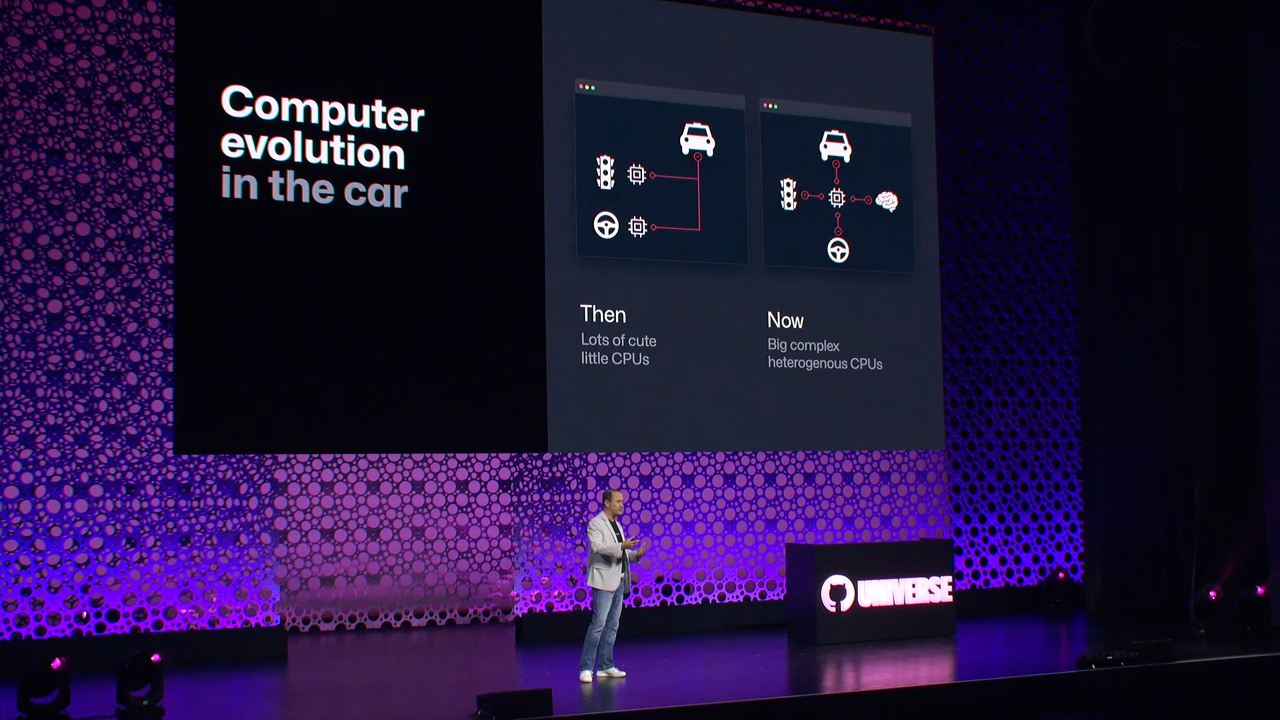 Computer
evolution
in the car
Then
Lots of cute
little CPUs
Now
Big complex
heterogenous CPUs
UNIVERSE